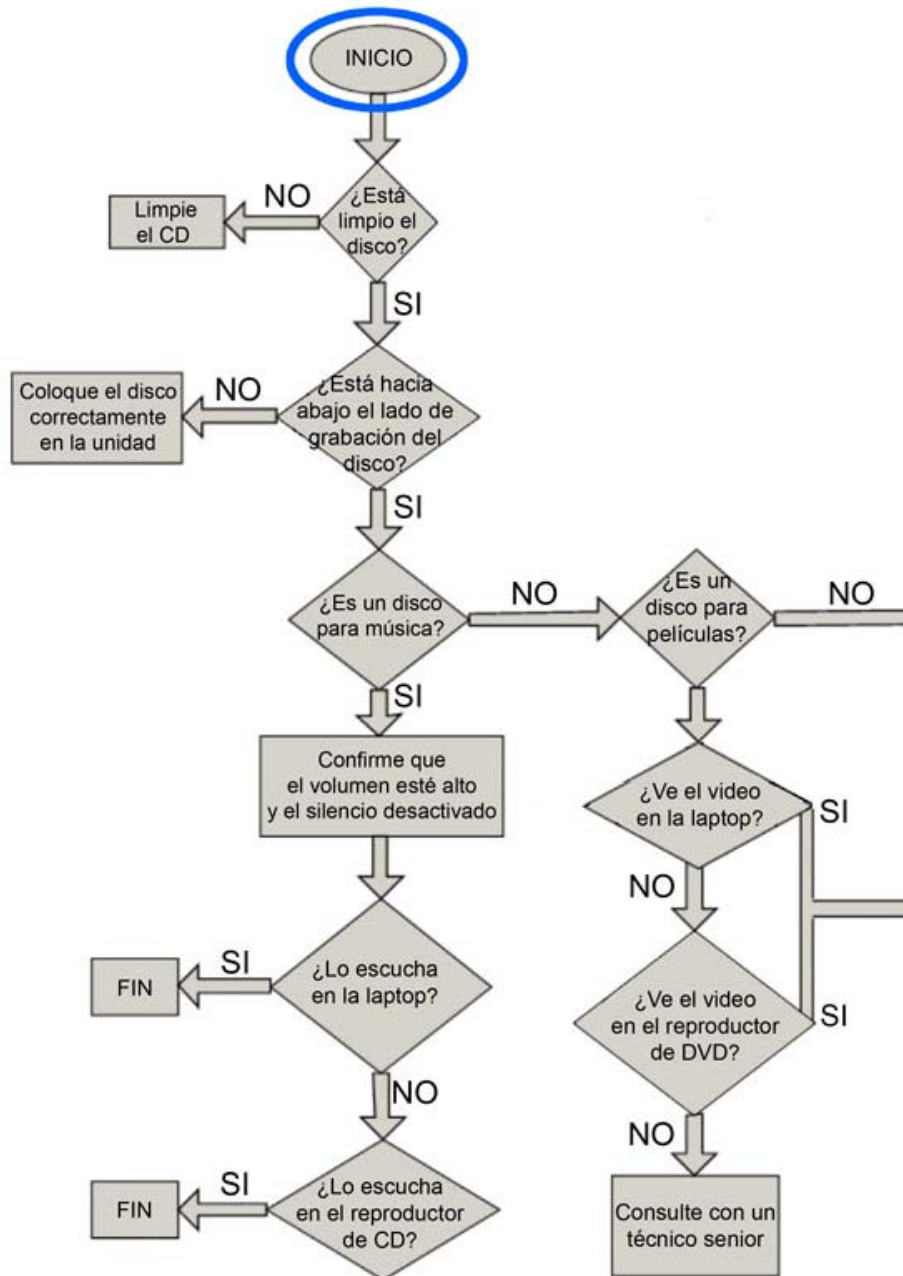 INICIO
¿Está
limpio el
disco?
NO
Limpie
el CD
SI
¿Está hacia
abajo el lado de
grabación del
disco?
NO
Coloque el disco
correctamente
en la unidad
SI
¿Es un disco
para música?
NO
¿Es un
disco para
películas?
NO
SI
Confirme que
el volumen esté alto
y el silencio desactivado
¿Ve el video
en la laptop?
SI
NO
¿Lo escucha
en la laptop?
SI
FIN
¿Ve el video
en el reproductor
de DVD?
SI
NO
NO
¿Lo escucha
en el reproductor
de CD?
SI
FIN
Consulte con un
técnico senior